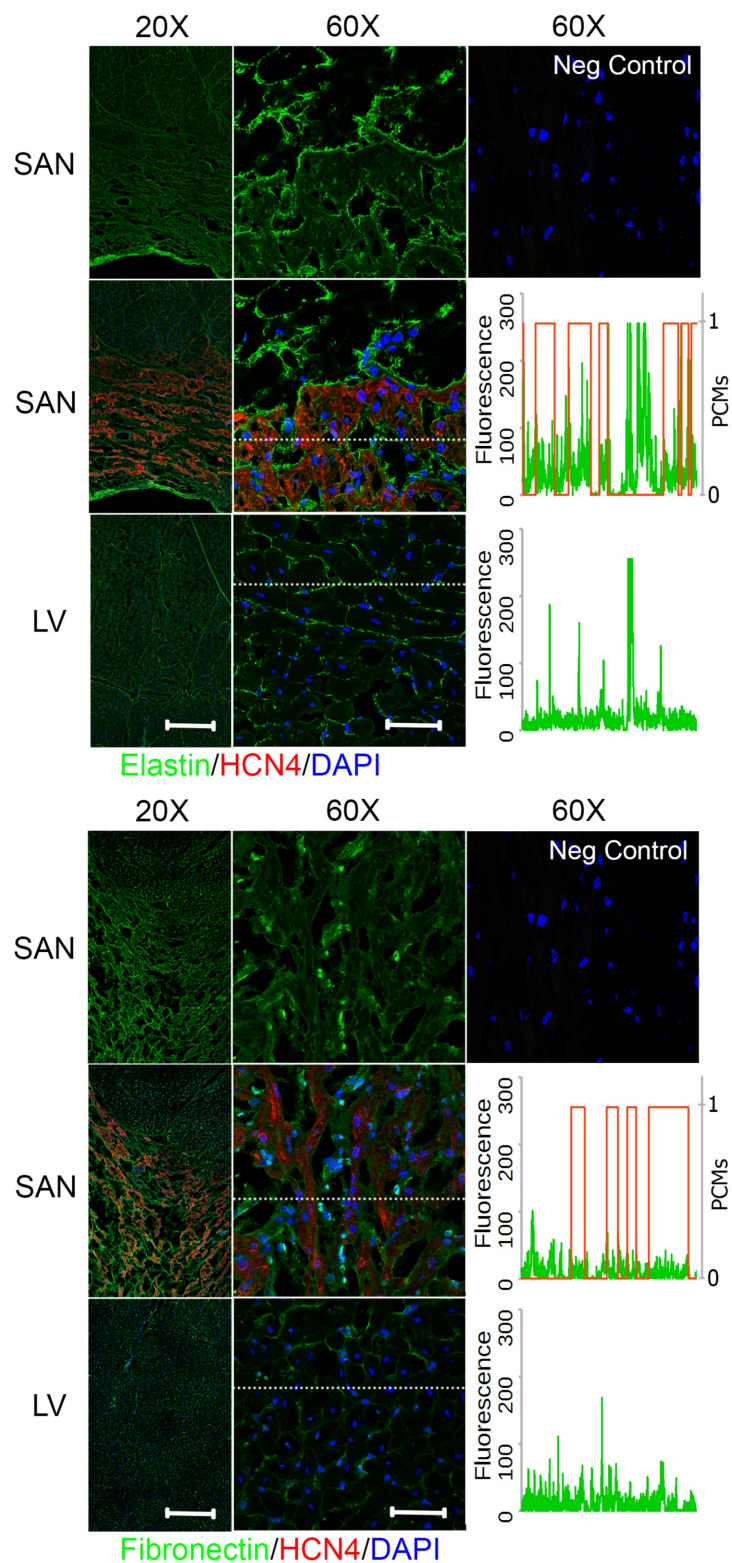 20X 60X 60X
SAN
Neg Control
SAN
Fluorescence
0 100 200 300
0 1
PCMs
LV
Fluorescence
0 100 200 300
Elastin/HCN4/DAPI
20X 60X 60X
SAN
Neg Control
SAN
Fluorescence
0 100 200 300
0 1
PCMs
LV
Fluorescence
0 100 200 300
Fibronectin/HCN4/DAPI